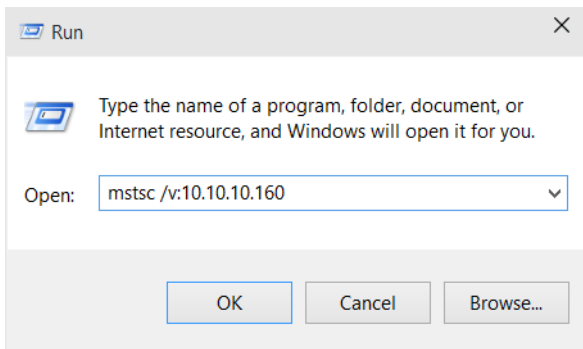 Run
Type the name of a program, folder, document, or
Internet resource, and Windows will open it for you.
Open: mstsc /v:10.10.10.160
OK Cancel Browse...